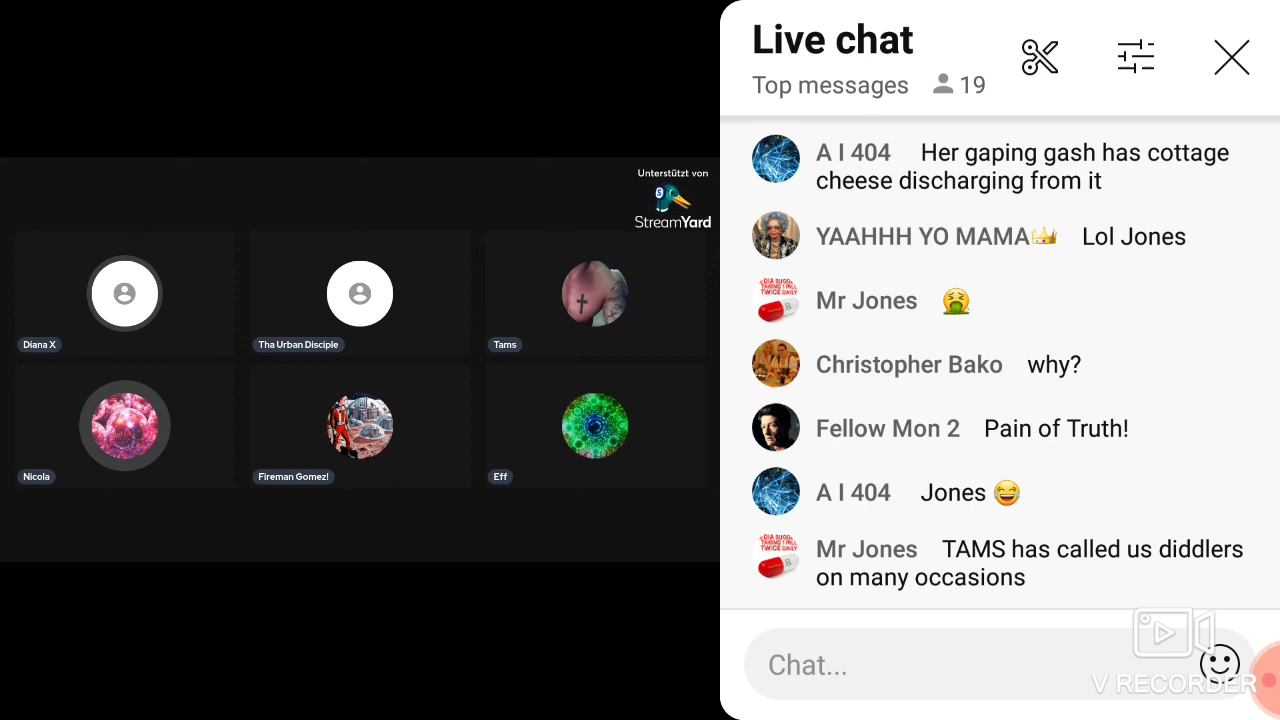 Unterstützt von
StreamYard
Diana X
Tha Urban Disciple
Tams
Nicola
Fireman Gomez!
Eff
Live chat
Top messages 19
A I 404 Her gaping gash has cottage
cheese discharging from it
YAAHHH YO MAMA👑 Lol Jones
Mr Jones 🤮
Christopher Bako why?
Fellow Mon 2 Pain of Truth!
A I 404 Jones 😂
Mr Jones TAMS has called us diddlers
on many occasions
Chat...
V RECORDER